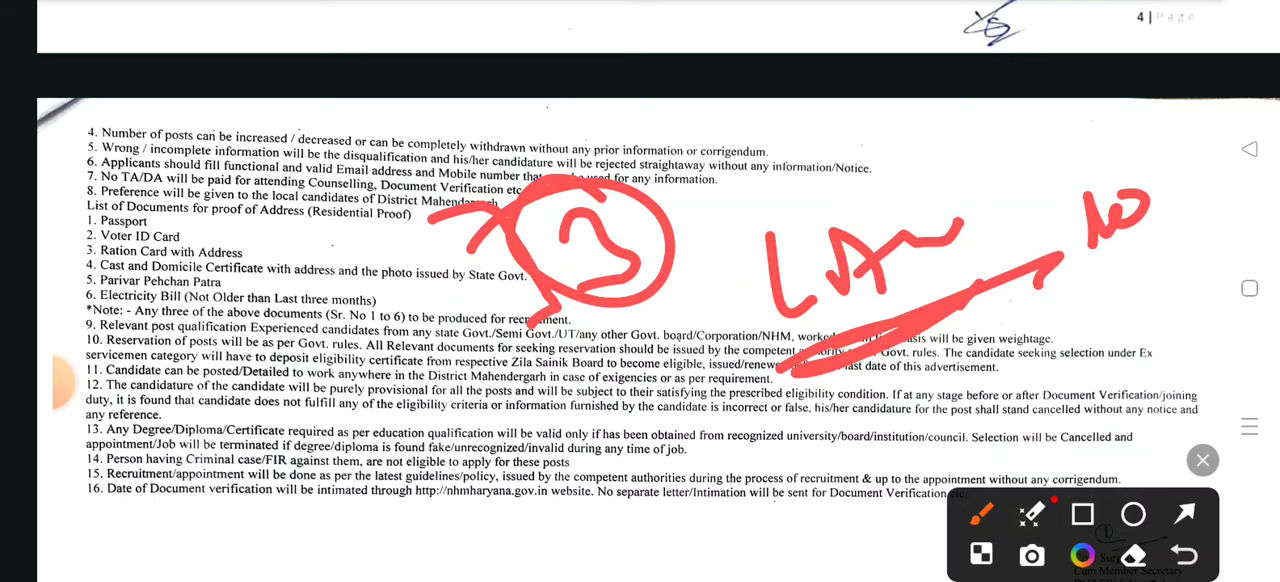 4 | Page
4. Number of posts can be increased / decreased or can be completely withdrawn without any prior information or corrigendum.
5. Wrong / incomplete information will be the disqualification and his/her candidature will be rejected straightaway without any information/Notice.
6. Applicants should fill functional and valid Email address and Mobile number that used for any information.
7. No TA/DA will be paid for attending Counselling, Document Verification etc
8. Preference will be given to the local candidates of District Mahendargarh
List of Documents for proof of Address (Residential Proof)
1. Passport
2. Voter ID Card
3. Ration Card with Address
4. Cast and Domicile Certificate with address and the photo issued by State Govt.
5. Parivar Pehchan Patra
6. Electricity Bill (Not Older than Last three months)
*Note: - Any three of the above documents (Sr. No 1 to 6) to be produced for recruitment.
9. Relevant post qualification Experienced candidates from any state Govt./Semi Govt./UT/any other Govt. board/Corporation/NHM, worked basis will be given weightage.
10. Reservation of posts will be as per Govt. rules. All Relevant documents for seeking reservation should be issued by the competent authority Govt. rules. The candidate seeking selection under Ex
servicemen category will have to deposit eligibility certificate from respective Zila Sainik Board to become eligible, issued/renewed last date of this advertisement.
11. Candidate can be posted/Detailed to work anywhere in the District Mahendergarh in case of exigencies or as per requirement.
12. The candidature of the candidate will be purely provisional for all the posts and will be subject to their satisfying the prescribed eligibility condition. If at any stage before or after Document Verification/joining
duty, it is found that candidate does not fulfill any of the eligibility criteria or information furnished by the candidate is incorrect or false, his/her candidature for the post shall stand cancelled without any notice and
any reference.
13. Any Degree/Diploma/Certificate required as per education qualification will be valid only if has been obtained from recognized university/board/institution/council. Selection will be Cancelled and
appointment/Job will be terminated if degree/diploma is found fake/unrecognized/invalid during any time of job.
14. Person having Criminal case/FIR against them, are not eligible to apply for these posts
15. Recruitment/appointment will be done as per the latest guidelines/policy, issued by the competent authorities during the process of recruitment & up to the appointment without any corrigendum.
16. Date of Document verification will be intimated through http://nhmharyana.gov.in website. No separate letter/Intimation will be sent for Document Verification etc.
3
Cum Member Secretary